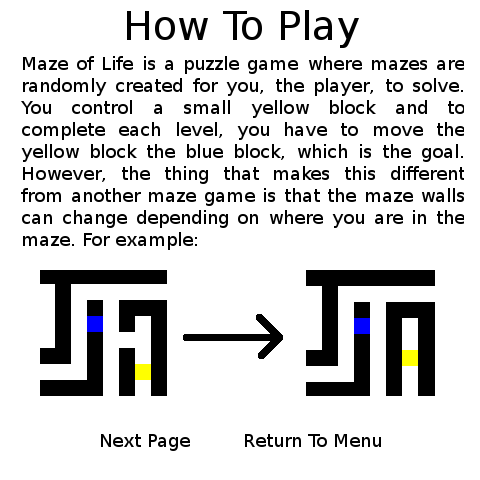 How To Play
Maze of Life is a puzzle game where mazes are
randomly created for you, the player, to solve.
You control a small yellow block and to
complete each level, you have to move the
yellow block the blue block, which is the goal.
However, the thing that makes this different
from another maze game is that the maze walls
can change depending on where you are in the
maze. For example:
Next Page
Return To Menu